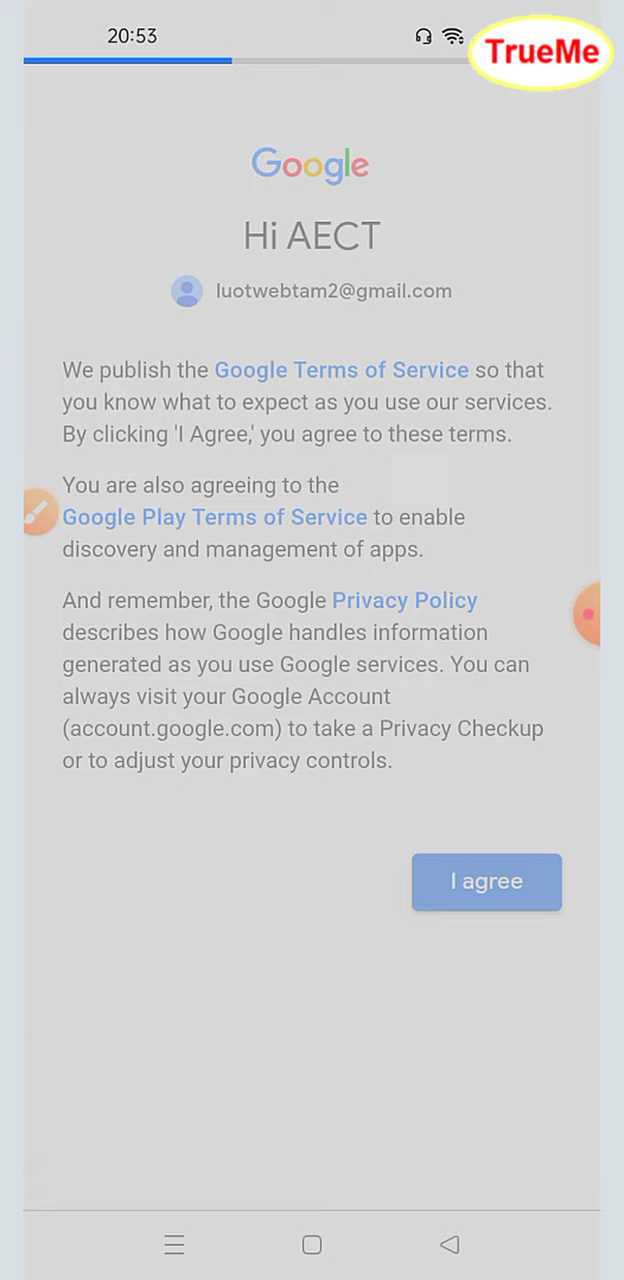 20:53
TrueMe
Google
Hi AECT
luotwebtam2@gmail.com
We publish the Google Terms of Service so that
you know what to expect as you use our services.
By clicking 'I Agree,' you agree to these terms.
You are also agreeing to the
Google Play Terms of Service to enable
discovery and management of apps.
And remember, the Google Privacy Policy
describes how Google handles information
generated as you use Google services. You can
always visit your Google Account
(account.google.com) to take a Privacy Checkup
or to adjust your privacy controls.
I agree